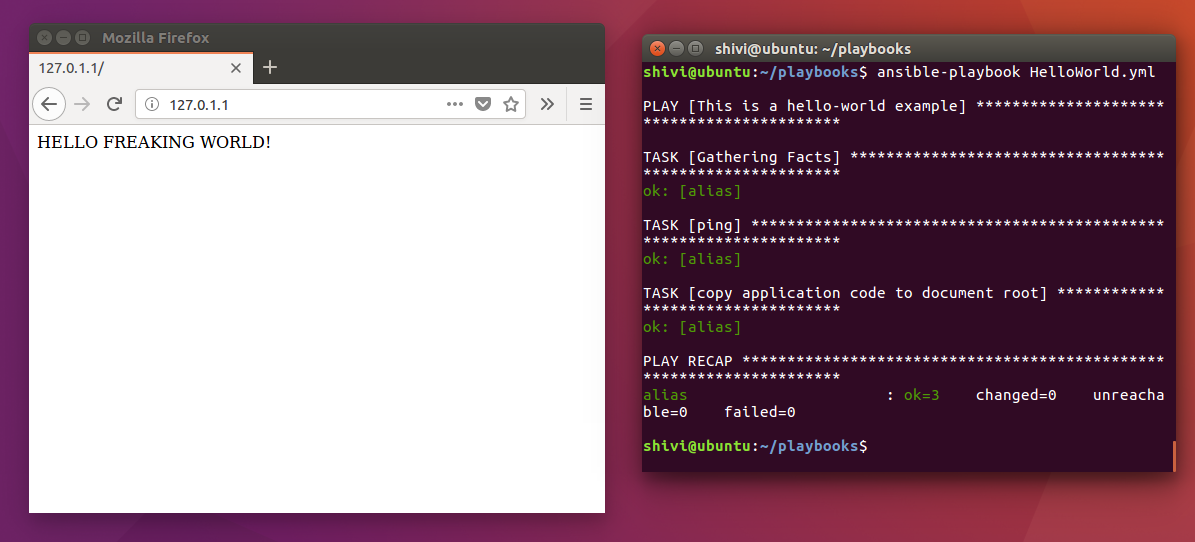 Mozilla Firefox
127.0.1.1/
127.0.1.1
HELLO FREAKING WORLD!
shivi@ubuntu: ~/playbooks
shivi@ubuntu:~/playbooks$ ansible-playbook HelloWorld.yml
PLAY [This is a hello-world example] *********************
**********************
TASK [Gathering Facts] ***********************************
**********************
ok: [alias]
TASK [ping] **********************************************
**********************
ok: [alias]
TASK [copy application code to document root] ************
**********************
ok: [alias]
PLAY RECAP ***********************************************
**********************
alias                      : ok=3    changed=0    unreacha
ble=0    failed=0
shivi@ubuntu:~/playbooks$